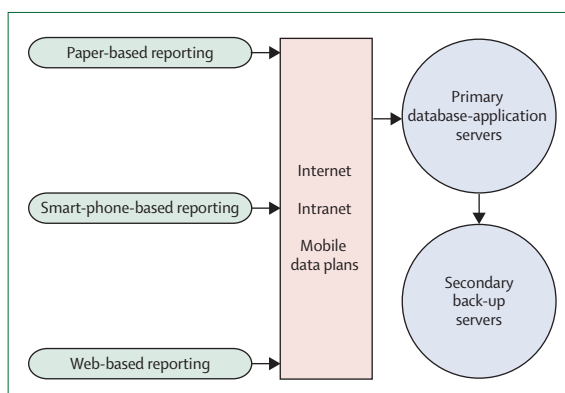 Paper-based reporting
Smart-phone-based reporting
Web-based reporting
Internet
Intranet
Mobile
data plans
Primary
database-application
servers
Secondary
back-up
servers